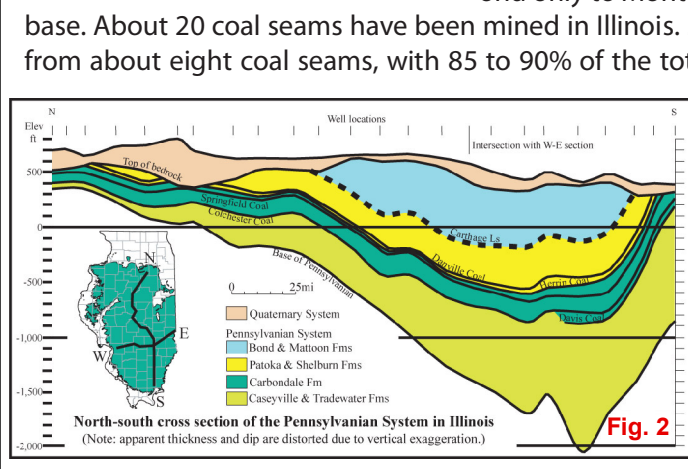 base. About 20 coal seams have been mined in Illinois.
from about eight coal seams, with 85 to 90% of the tot
N
S
Elev
ft
Well locations
Intersection with W-E section
Top of bedrock
500
Springfield Coal
Colchester Coal
0
Carthage Ls
Base of Pennsylvanian
Danville Coal
Herrin Coal
Davis Coal
-500
-1,000
-1,500
-2,000
N
E
W
S
0 25mi
Quaternary System
Pennsylvanian System
Bond & Mattoon Fms
Patoka & Shelburn Fms
Carbondale Fm
Caseyville & Tradewater Fms
North-south cross section of the Pennsylvanian System in Illinois
(Note: apparent thickness and dip are distorted due to vertical exaggeration.)
Fig. 2